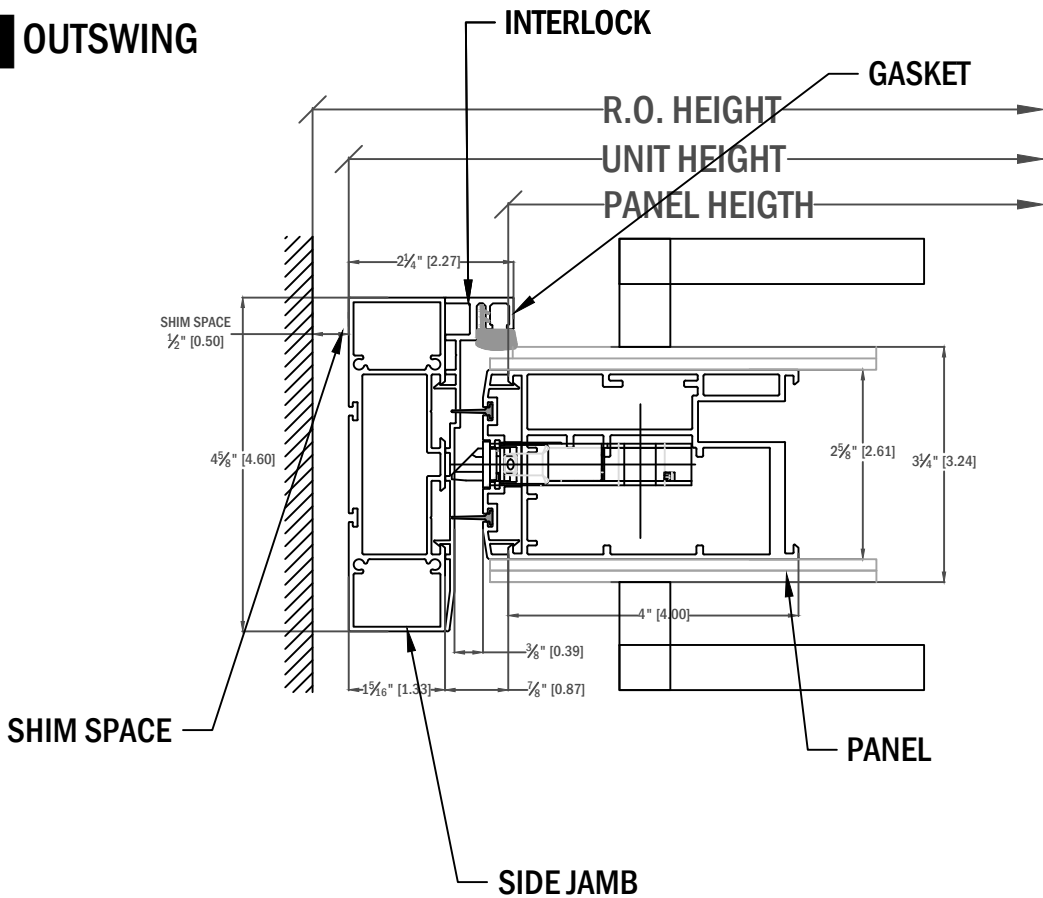 OUTSWING
INTERLOCK
GASKET
R.O. HEIGHT
UNIT HEIGHT
PANEL HEIGTH
2¼" [2.27]
SHIM SPACE
½" [0.50]
4⅝" [4.60]
2⅝" [2.61]
3¼" [3.24]
4" [4.00]
⅜" [0.39]
1⁵⁄₁₆" [1.33]
⅞" [0.87]
SHIM SPACE
PANEL
SIDE JAMB